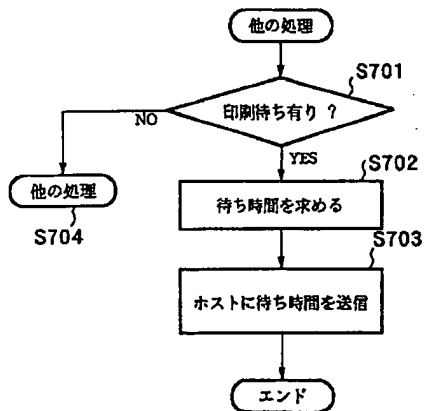 他の処理
S701
印刷待ち有り ?
NO
YES
S702
他の処理
待ち時間を求める
S704
S703
ホストに待ち時間を送信
エンド